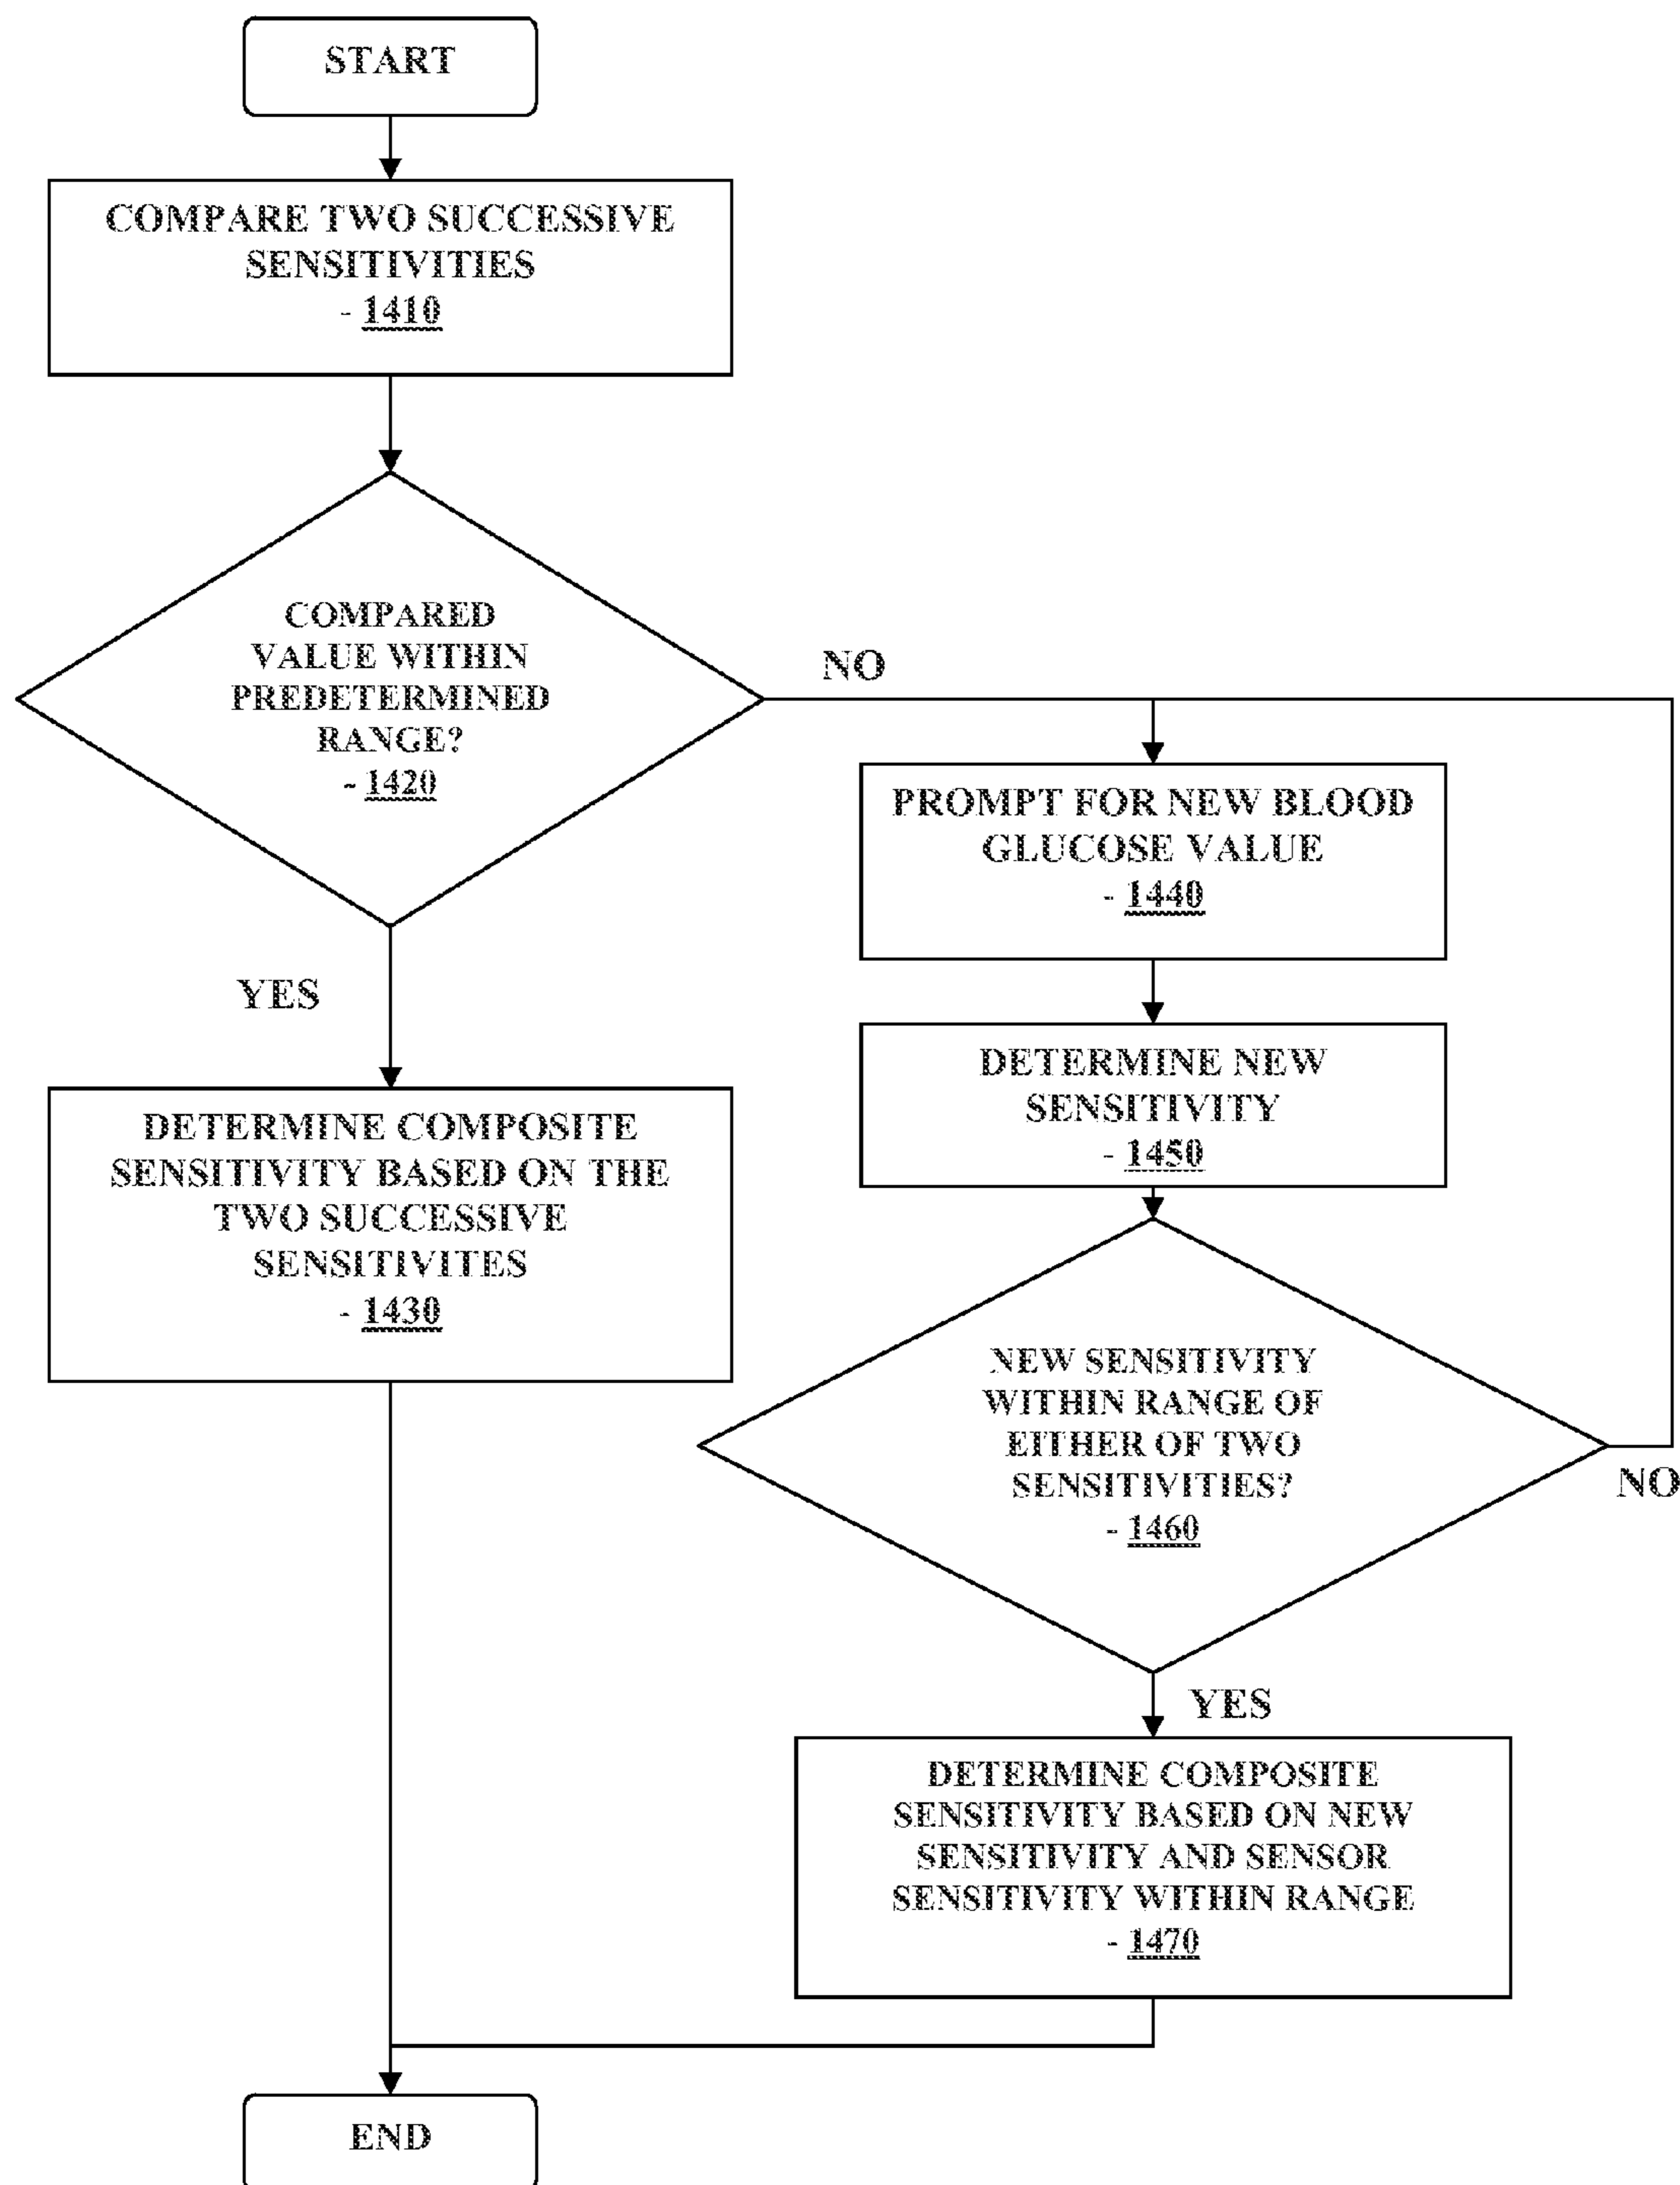 START
COMPARE TWO SUCCESSIVE
SENSITIVITIES
- 1410
COMPARED
VALUE WITHIN
PREDETERMINED
RANGE?
- 1420
NO
YES
PROMPT FOR NEW BLOOD
GLUCOSE VALUE
- 1440
DETERMINE NEW
SENSITIVITY
- 1450
DETERMINE COMPOSITE
SENSITIVITY BASED ON THE
TWO SUCCESSIVE
SENSITIVITES
- 1430
NEW SENSITIVITY
WITHIN RANGE OF
EITHER OF TWO
SENSITIVITIES?
- 1460
NO
YES
DETERMINE COMPOSITE
SENSITIVITY BASED ON NEW
SENSITIVITY AND SENSOR
SENSITIVITY WITHIN RANGE
- 1470
END